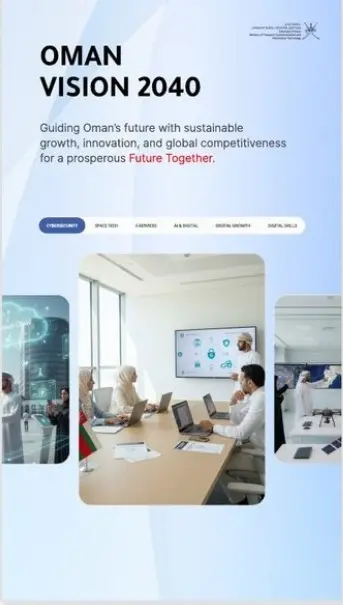 OMAN
VISION 2040
Guiding Oman's future with sustainable
growth, innovation, and global competitiveness
for a prosperous Future Together.
CYBERSECURITY
SPACE TECH
E-SERVICES
AI & DIGITAL
DIGITAL GROWTH
DIGITAL SKILLS